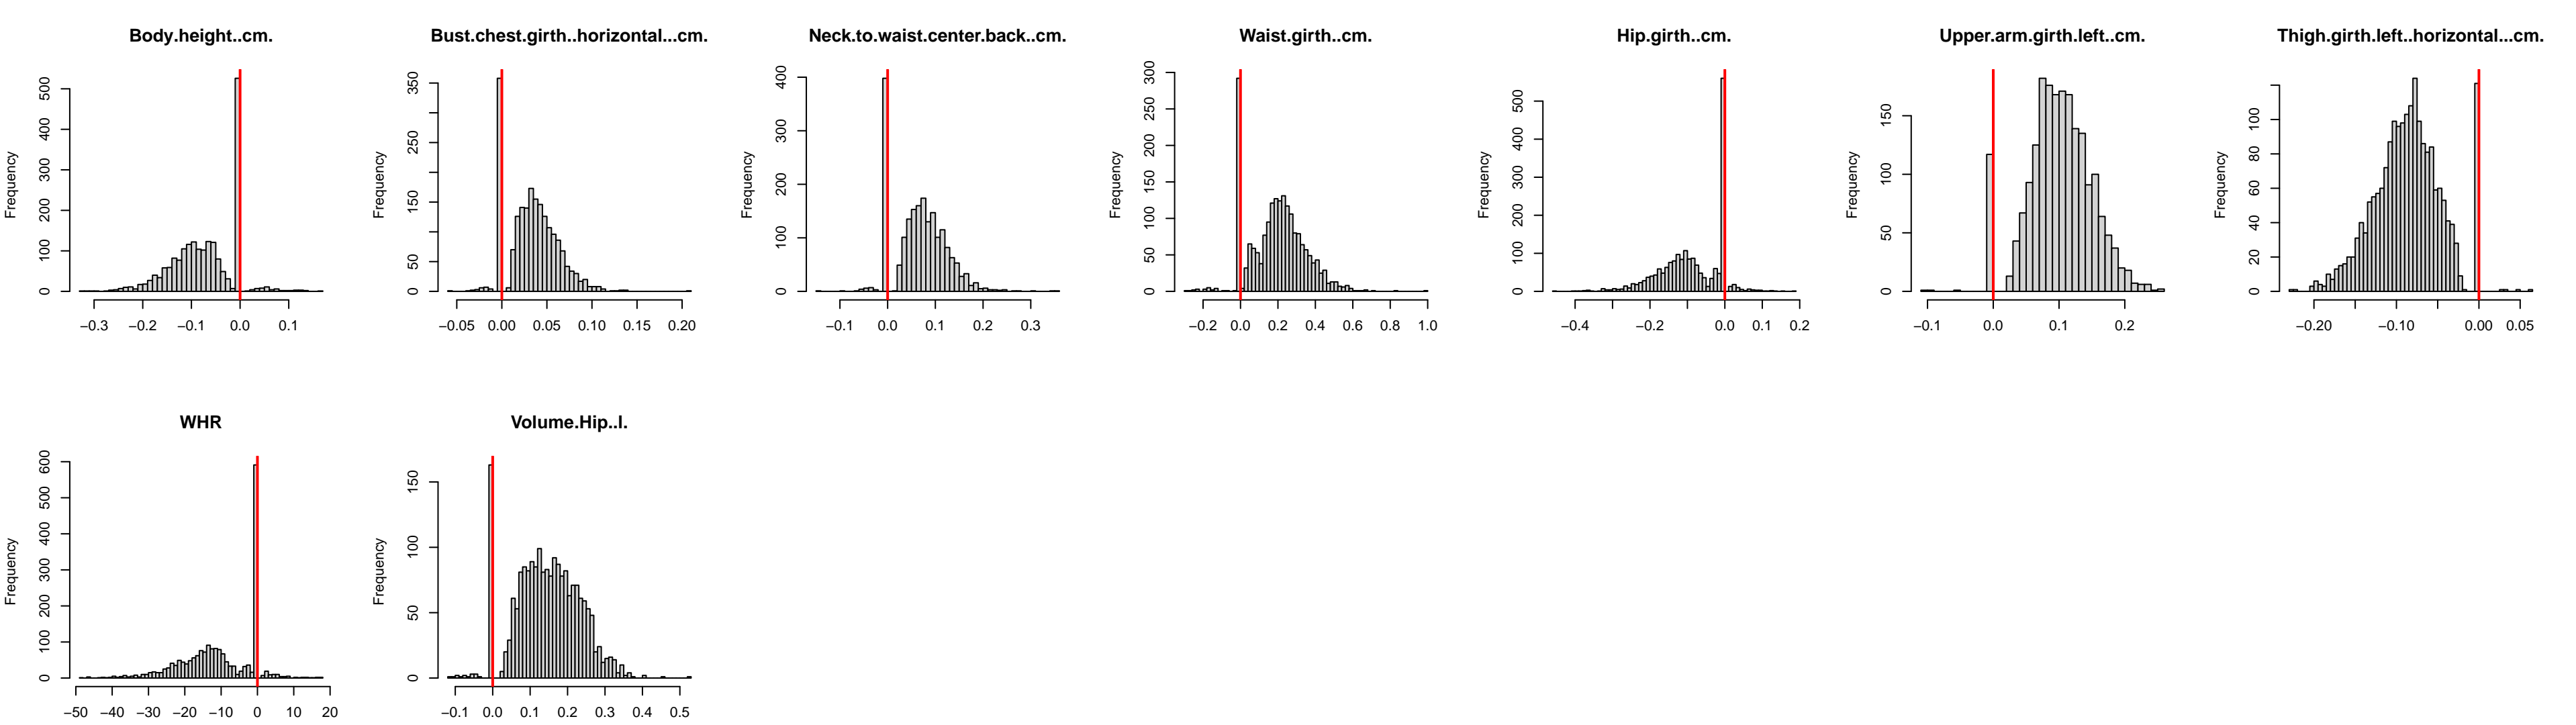 Body.height..cm. Bust.chest.girth..horizontal...cm. Neck.to.waist.center.back..cm. Waist.girth..cm. Hip.girth..cm. Upper.arm.girth.left..cm. Thigh.girth.left..horizontal...cm.
Frequency
0 100 200 300 400 500
−0.3 −0.2 −0.1 0.0 0.1
Frequency
0 50 150 250 350
−0.05 0.00 0.05 0.10 0.15 0.20
Frequency
0 100 200 300 400
−0.1 0.0 0.1 0.2 0.3
Frequency
0 50 100 150 200 250 300
−0.2 0.0 0.2 0.4 0.6 0.8 1.0
Frequency
0 100 200 300 400 500
−0.4 −0.2 0.0 0.2
Frequency
0 50 100 150
−0.1 0.0 0.1 0.2
Frequency
0 20 40 60 80 100
−0.20 −0.10 0.00 0.05
WHR Volume.Hip..l.
Frequency
0 100 200 300 400 500 600
−50 −40 −30 −20 −10 0 10 20
Frequency
0 50 100 150
−0.1 0.0 0.1 0.2 0.3 0.4 0.5